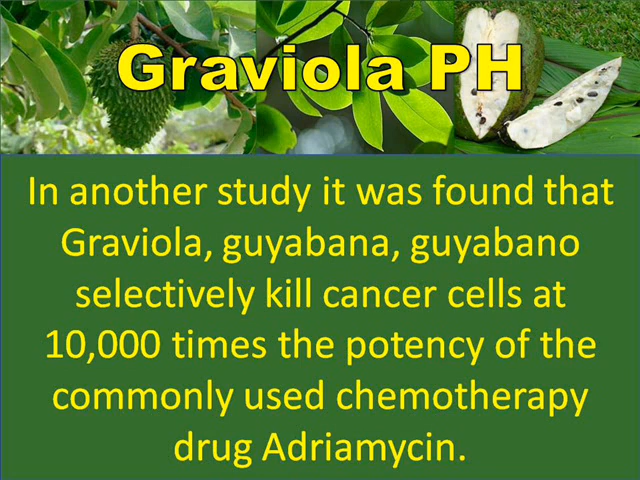 Graviola PH
In another study it was found that
Graviola, guyabana, guyabano
selectively kill cancer cells at
10,000 times the potency of the
commonly used chemotherapy
drug Adriamycin.